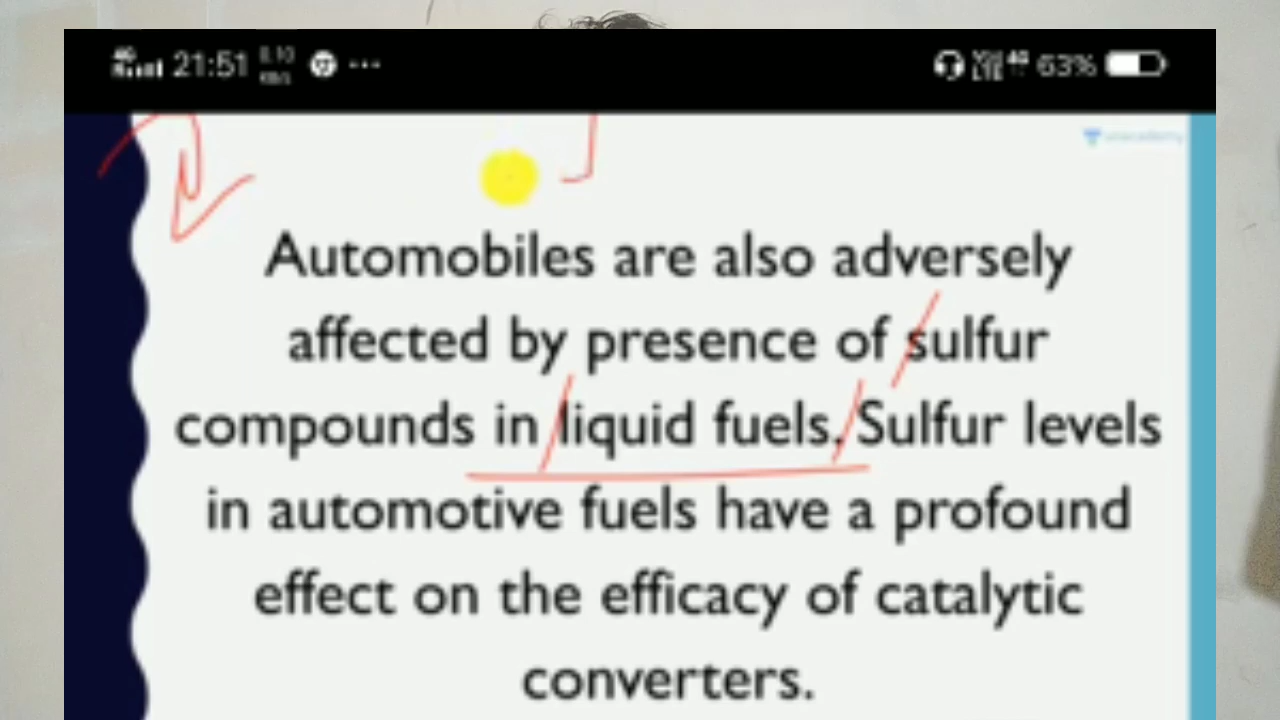 21:51
63%
unacademy
Automobiles are also adversely
affected by presence of sulfur
compounds in liquid fuels. Sulfur levels
in automotive fuels have a profound
effect on the efficacy of catalytic
converters.